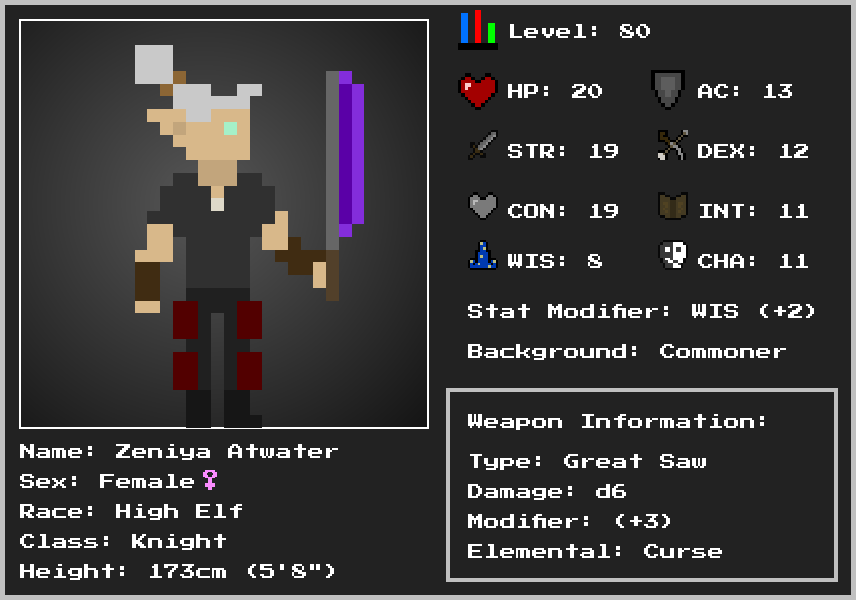 Level: 80
HP: 20
AC: 13
STR: 19
DEX: 12
CON: 19
INT: 11
WIS: 8
CHA: 11
Stat Modifier: WIS (+2)
Background: Commoner
Weapon Information:
Type: Great Saw
Damage: d6
Modifier: (+3)
Elemental: Curse
Name: Zeniya Atwater
Sex: Female♀
Race: High Elf
Class: Knight
Height: 173cm (5'8")